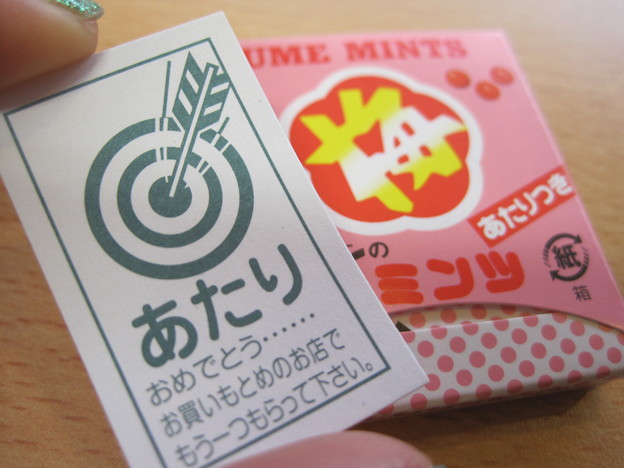 あたり
おめでとう……
お買いもとめのお店で
もう一つもらって下さい。
UME MINTS
梅
あたりつき
の
ミンツ
紙
箱